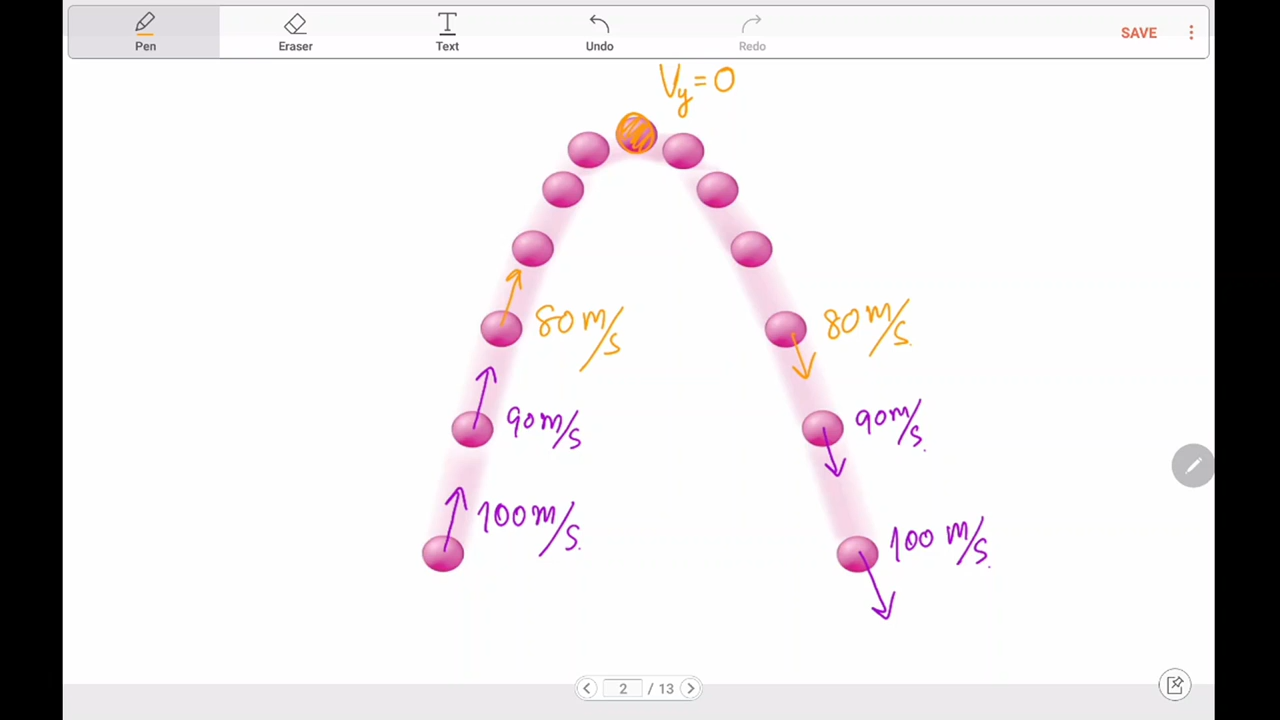 Pen
Eraser
Text
Undo
Redo
SAVE
Vy = 0
80 m/s
80 m/s.
90 m/s
90 m/s.
100 m/s.
100 m/s.
2 / 13